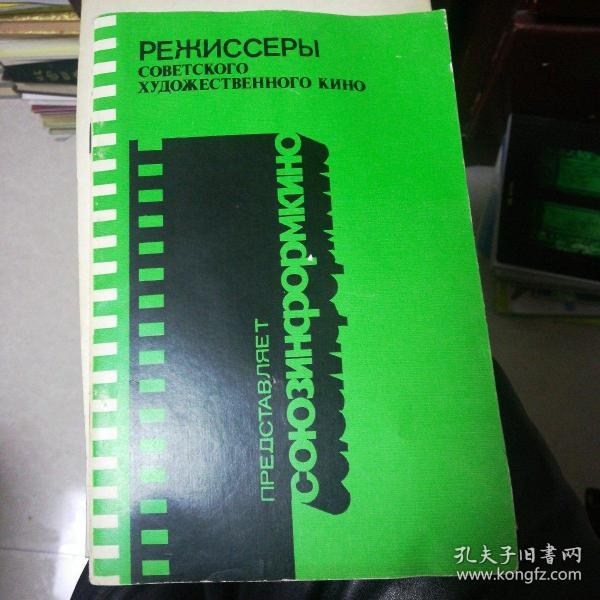 РЕЖИССЕРЫ
СОВЕТСКОГО
ХУДОЖЕСТВЕННОГО КИНО
ПРЕДСТАВЛЯЕТ
СОЮЗИНФОРМКИНО
孔夫子旧书网
www.kongfz.com